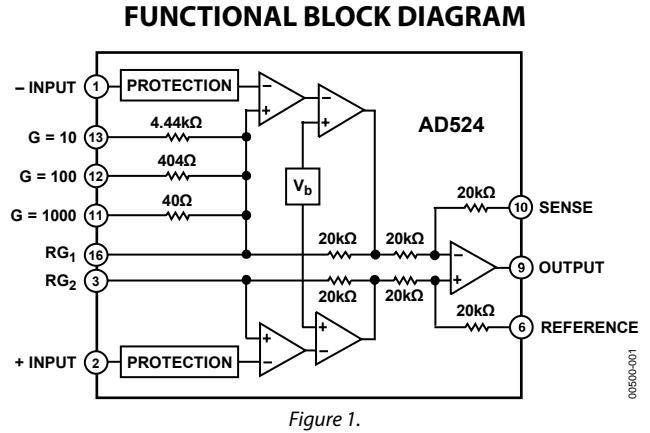 FUNCTIONAL BLOCK DIAGRAM
– INPUT 1 PROTECTION – +
– +
AD524
G = 10 13 4.44kΩ
G = 100 12 404Ω
G = 1000 11 40Ω
Vb
20kΩ 10 SENSE
RG1 16 20kΩ 20kΩ –
RG2 3 20kΩ 20kΩ +
9 OUTPUT
20kΩ 6 REFERENCE
+ INPUT 2 PROTECTION + –
+ –
00500-001
Figure 1.